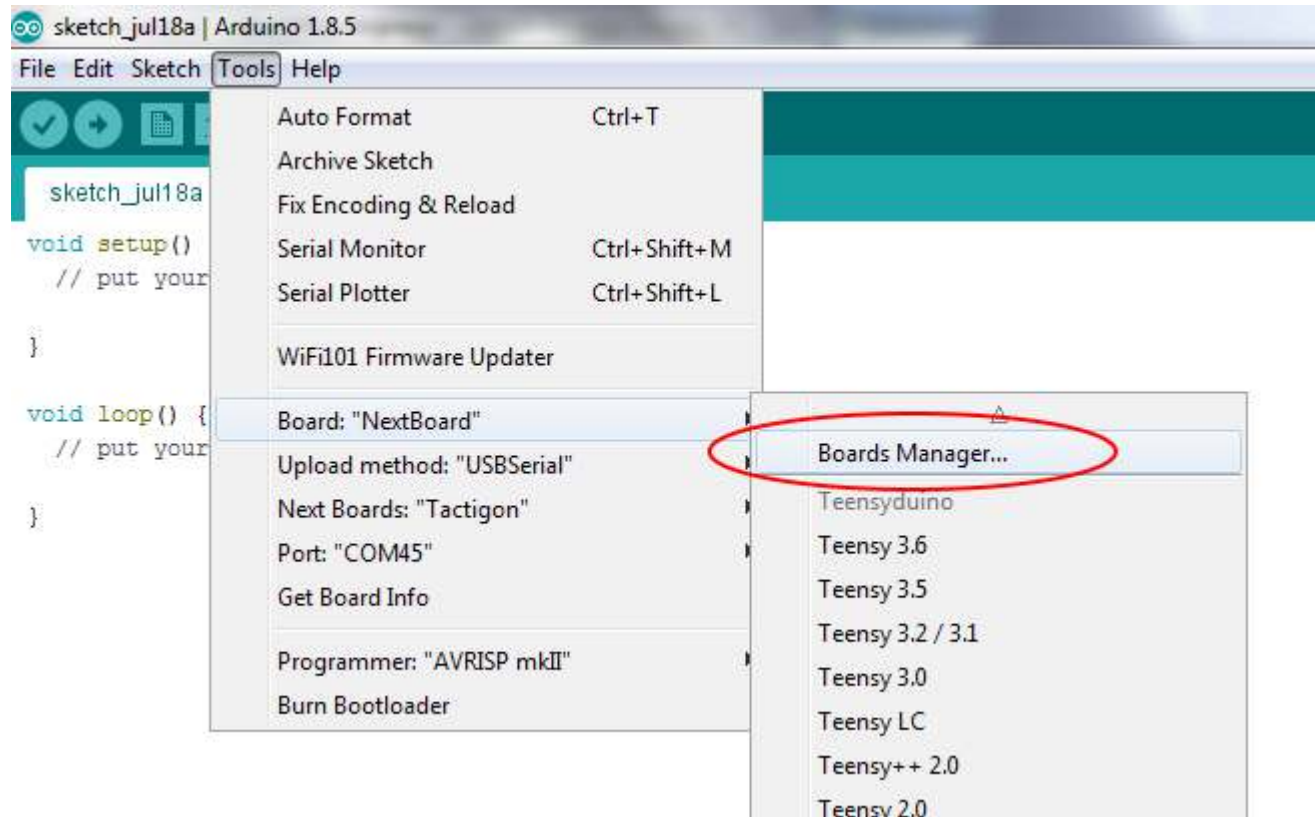 sketch_jul18a | Arduino 1.8.5
File Edit Sketch Tools Help
sketch_jul18a
Auto Format Ctrl+T
Archive Sketch
Fix Encoding & Reload
Serial Monitor Ctrl+Shift+M
Serial Plotter Ctrl+Shift+L
WiFi101 Firmware Updater
Board: "NextBoard"
Upload method: "USBSerial"
Next Boards: "Tactigon"
Port: "COM45"
Get Board Info
Programmer: "AVRISP mkII"
Burn Bootloader
void setup()
// put your
}
void loop() {
// put your
}
Boards Manager...
Teensyduino
Teensy 3.6
Teensy 3.5
Teensy 3.2 / 3.1
Teensy 3.0
Teensy LC
Teensy++ 2.0
Teensy 2.0